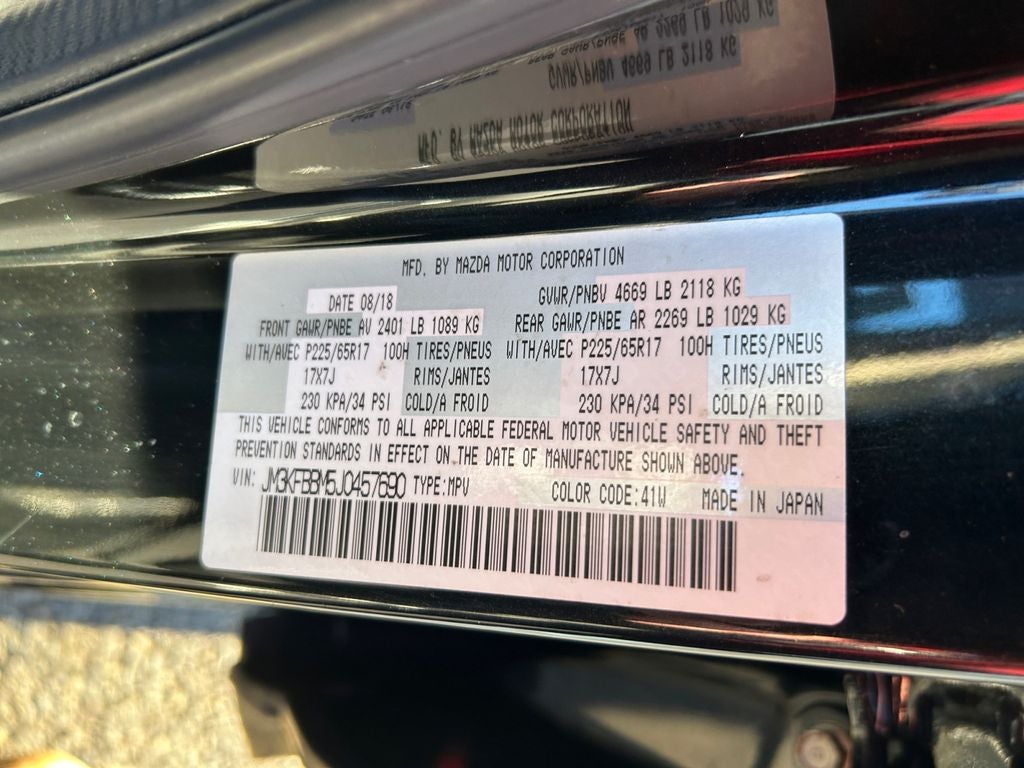 MFD. BY MAZDA MOTOR CORPORATION
DATE 08/18 GVWR/PNBV 4669 LB 2118 KG
FRONT GAWR/PNBE AV 2401 LB 1089 KG REAR GAWR/PNBE AR 2269 LB 1029 KG
WITH/AVEC P225/65R17 100H TIRES/PNEUS WITH/AVEC P225/65R17 100H TIRES/PNEUS
17X7J RIMS/JANTES 17X7J RIMS/JANTES
230 KPA/34 PSI COLD/A FROID 230 KPA/34 PSI COLD/A FROID
THIS VEHICLE CONFORMS TO ALL APPLICABLE FEDERAL MOTOR VEHICLE SAFETY AND THEFT
PREVENTION STANDARDS IN EFFECT ON THE DATE OF MANUFACTURE SHOWN ABOVE.
VIN: JM3KFBBM5J0457690 TYPE:MPV COLOR CODE:41W MADE IN JAPAN